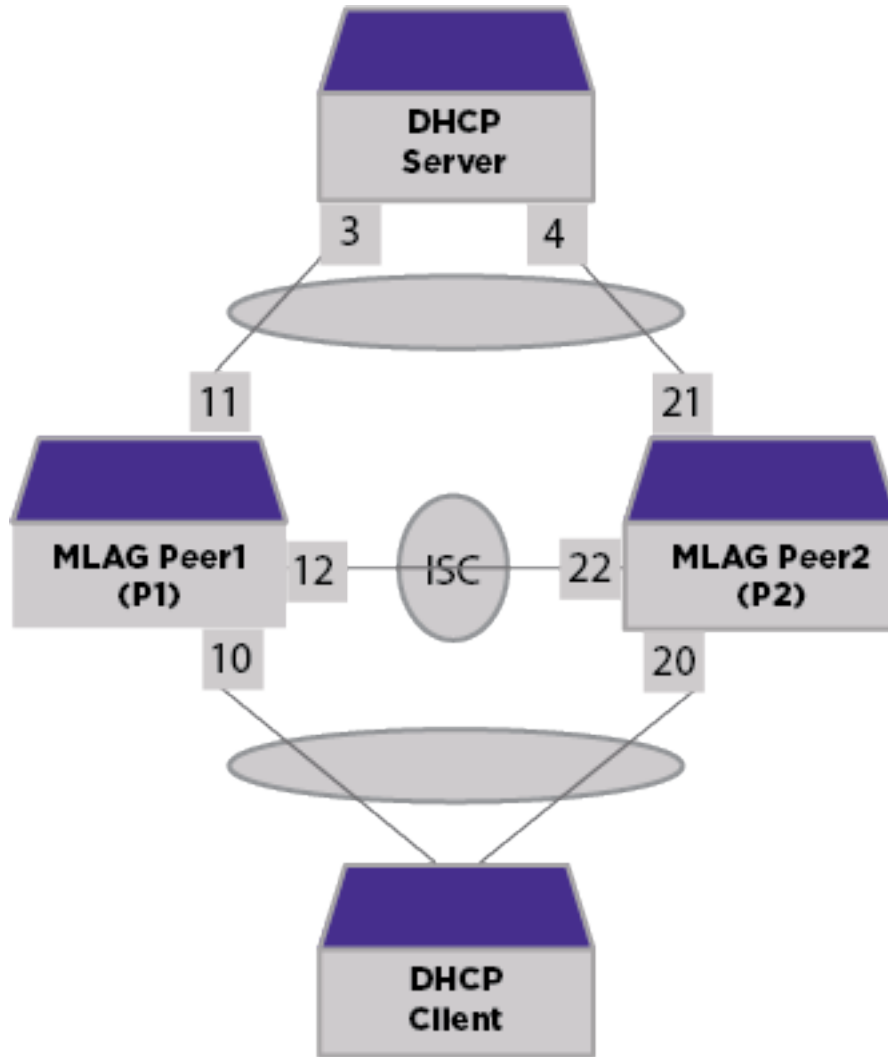 DHCP
Server
3
4
11
21
MLAG Peer1
(P1)
12
ISC
22
MLAG Peer2
(P2)
10
20
DHCP
Client